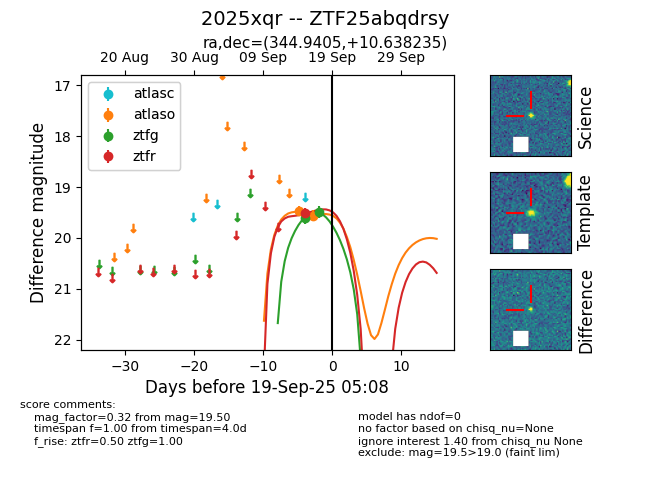 2025xqr -- ZTF25abqdrsy
ra,dec=(344.9405,+10.638235)
20 Aug 30 Aug 09 Sep 19 Sep 29 Sep
17
18
19
20
21
22
Difference magnitude
atlasc
atlaso
ztfg
ztfr
−30 −20 −10 0 10
Days before 19-Sep-25 05:08
Science
Template
Difference
score comments:
mag_factor=0.32 from mag=19.50
timespan f=1.00 from timespan=4.0d
f_rise: ztfr=0.50 ztfg=1.00
model has ndof=0
no factor based on chisq_nu=None
ignore interest 1.40 from chisq_nu None
exclude: mag=19.5>19.0 (faint lim)